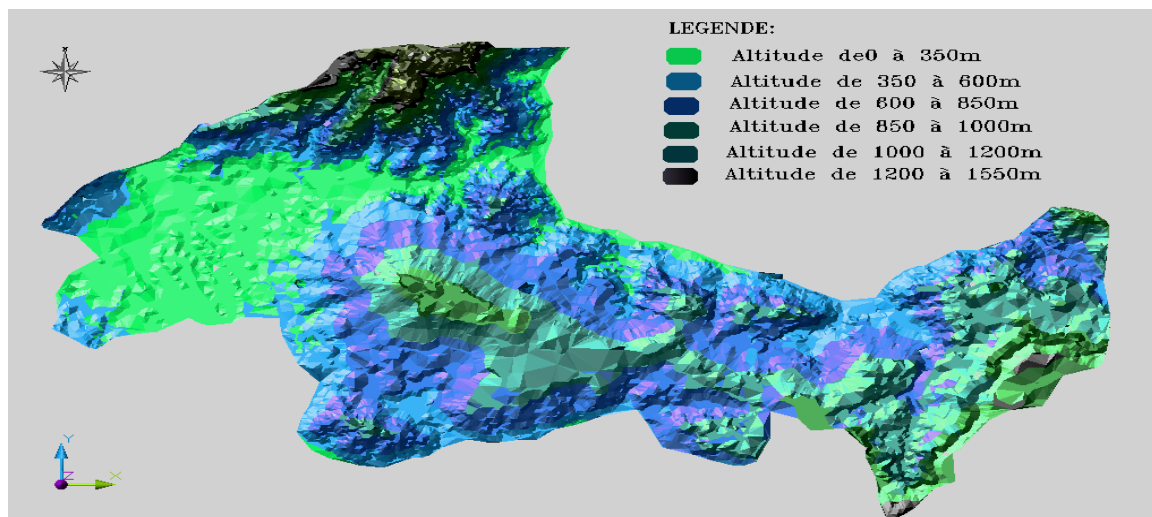 LEGENDE:
Altitude de0 à 350m
Altitude de 350 à 600m
Altitude de 600 à 850m
Altitude de 850 à 1000m
Altitude de 1000 à 1200m
Altitude de 1200 à 1550m
Y
Z X